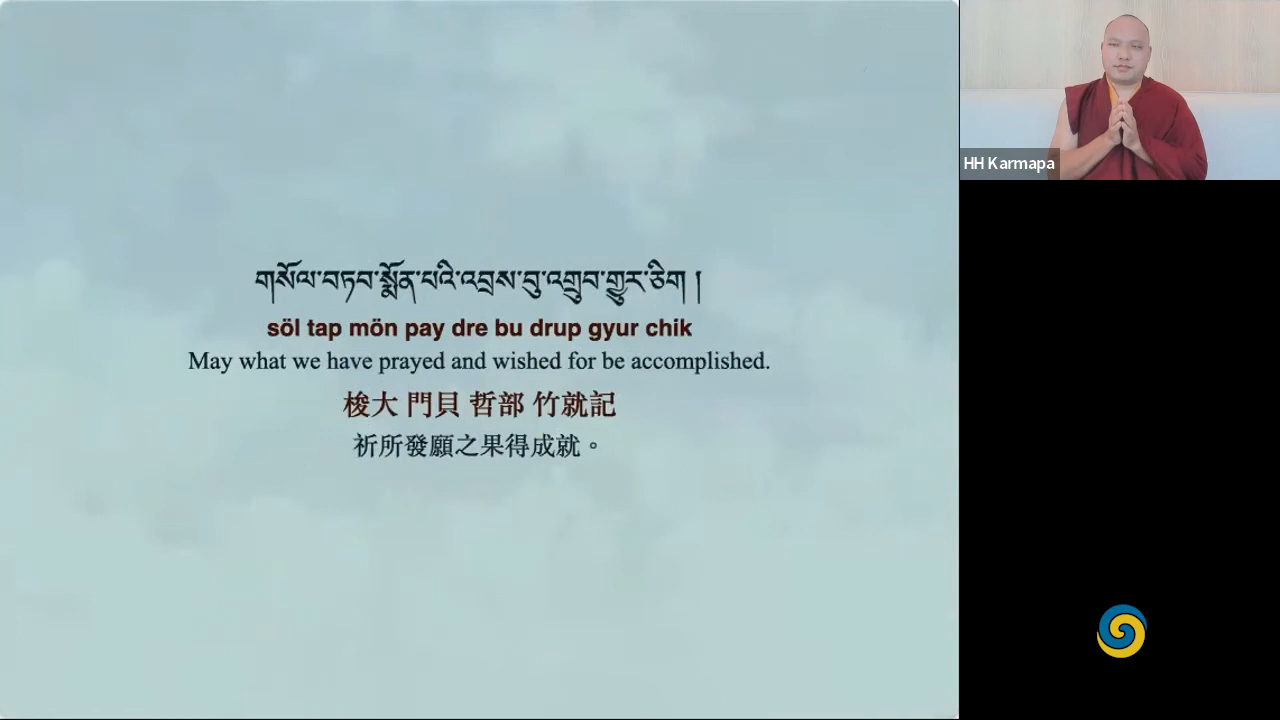 གསོལ་བཏབ་སྨོན་པའི་འབྲས་བུ་འགྲུབ་གྱུར་ཅིག །
söl tap mön pay dre bu drup gyur chik
May what we have prayed and wished for be accomplished.
梭大 門貝 哲部 竹就記
祈所發願之果得成就。
HH Karmapa